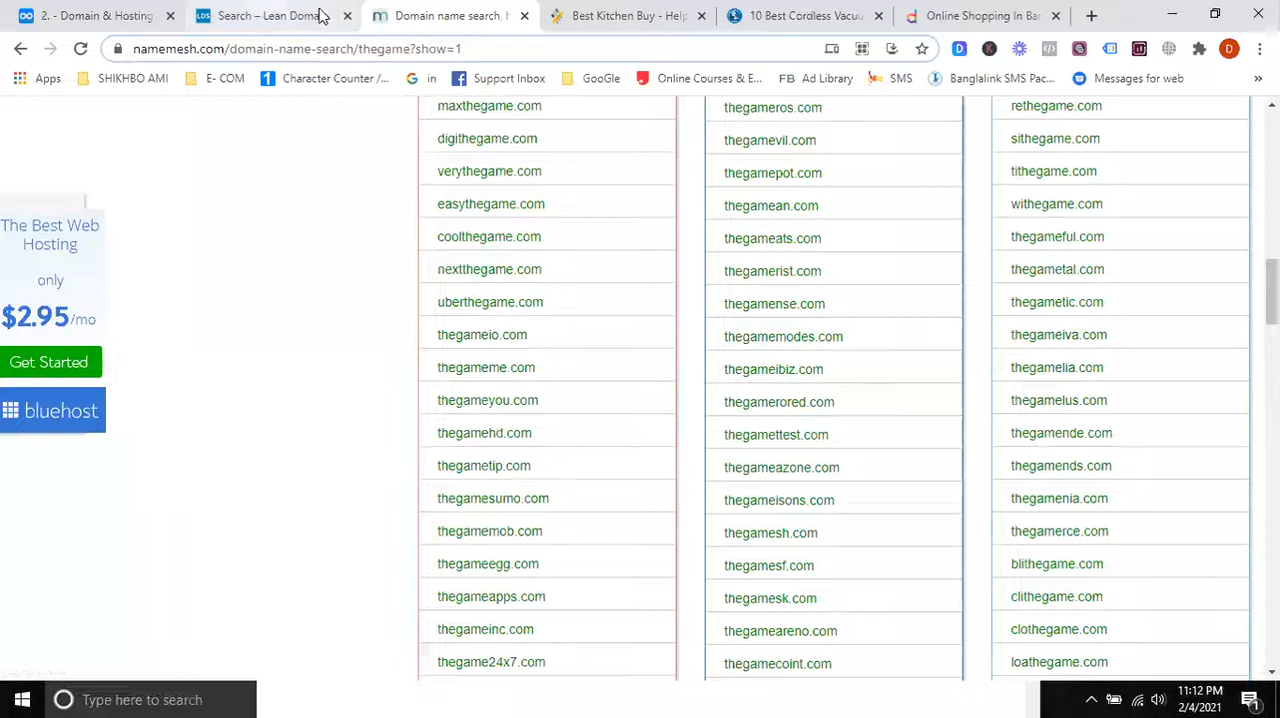 2. - Domain & Hosting
Search – Lean Doma
Domain name search,
Best Kitchen Buy - Help
10 Best Cordless Vacuu
Online Shopping In Ban
namemesh.com/domain-name-search/thegame?show=1
Apps
SHIKHBO AMI
E- COM
Character Counter /...
in
Support Inbox
GooGle
Online Courses & E...
FB Ad Library
SMS
Banglalink SMS Pac...
Messages for web
»
maxthegame.com
digithegame.com
verythegame.com
easythegame.com
coolthegame.com
nextthegame.com
uberthegame.com
thegameio.com
thegameme.com
thegameyou.com
thegamehd.com
thegametip.com
thegamesumo.com
thegamemob.com
thegameegg.com
thegameapps.com
thegameinc.com
thegame24x7.com
thegameros.com
thegamevil.com
thegamepot.com
thegamean.com
thegameats.com
thegamerist.com
thegamense.com
thegamemodes.com
thegameibiz.com
thegamerored.com
thegamettest.com
thegameazone.com
thegameisons.com
thegamesh.com
thegamesf.com
thegamesk.com
thegameareno.com
thegamecoint.com
rethegame.com
sithegame.com
tithegame.com
withegame.com
thegameful.com
thegametal.com
thegametic.com
thegameiva.com
thegamelia.com
thegamelus.com
thegamende.com
thegamends.com
thegamenia.com
thegamerce.com
blithegame.com
clithegame.com
clothegame.com
loathegame.com
The Best Web
Hosting
only
$2.95/mo
Get Started
bluehost
Type here to search
11:12 PM
2/4/2021